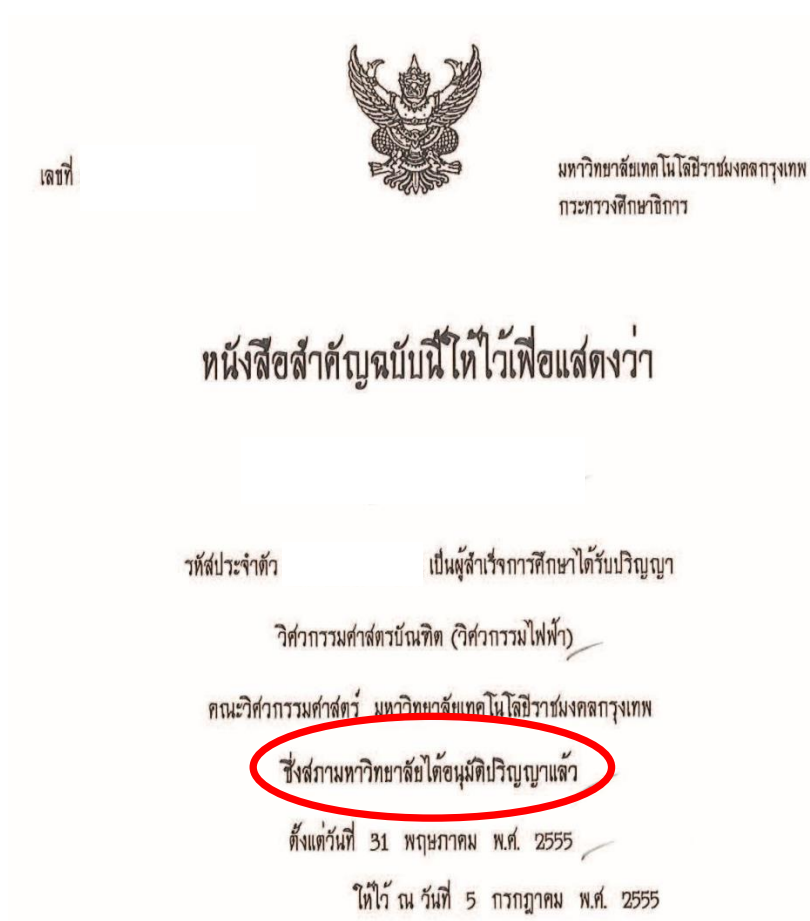 เลขที่
มหาวิทยาลัยเทคโนโลยีราชมงคลกรุงเทพ
กระทรวงศึกษาธิการ
หนังสือสำคัญฉบับนี้ให้ไว้เพื่อแสดงว่า
รหัสประจำตัว เป็นผู้สำเร็จการศึกษาได้รับปริญญา
วิศวกรรมศาสตรบัณฑิต (วิศวกรรมไฟฟ้า)
คณะวิศวกรรมศาสตร์ มหาวิทยาลัยเทคโนโลยีราชมงคลกรุงเทพ
ซึ่งสภามหาวิทยาลัยได้อนุมัติปริญญาแล้ว
ตั้งแต่วันที่ 31 พฤษภาคม พ.ศ. 2555
ให้ไว้ ณ วันที่ 5 กรกฎาคม พ.ศ. 2555